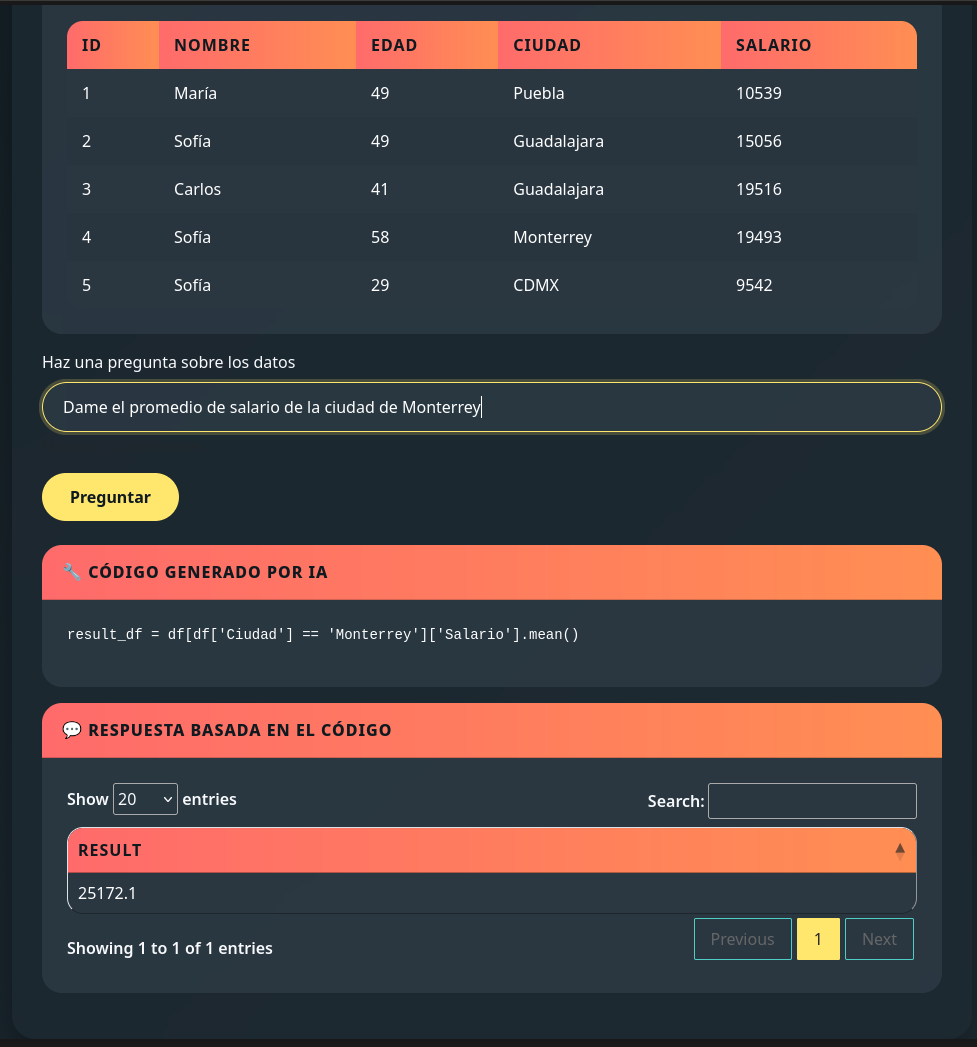 ID NOMBRE EDAD CIUDAD SALARIO
1 María 49 Puebla 10539
2 Sofía 49 Guadalajara 15056
3 Carlos 41 Guadalajara 19516
4 Sofía 58 Monterrey 19493
5 Sofía 29 CDMX 9542
Haz una pregunta sobre los datos
Dame el promedio de salario de la ciudad de Monterrey
Preguntar
🔧 CÓDIGO GENERADO POR IA
result_df = df[df['Ciudad'] == 'Monterrey']['Salario'].mean()
💬 RESPUESTA BASADA EN EL CÓDIGO
Show 20 entries Search:
RESULT
25172.1
Showing 1 to 1 of 1 entries Previous 1 Next